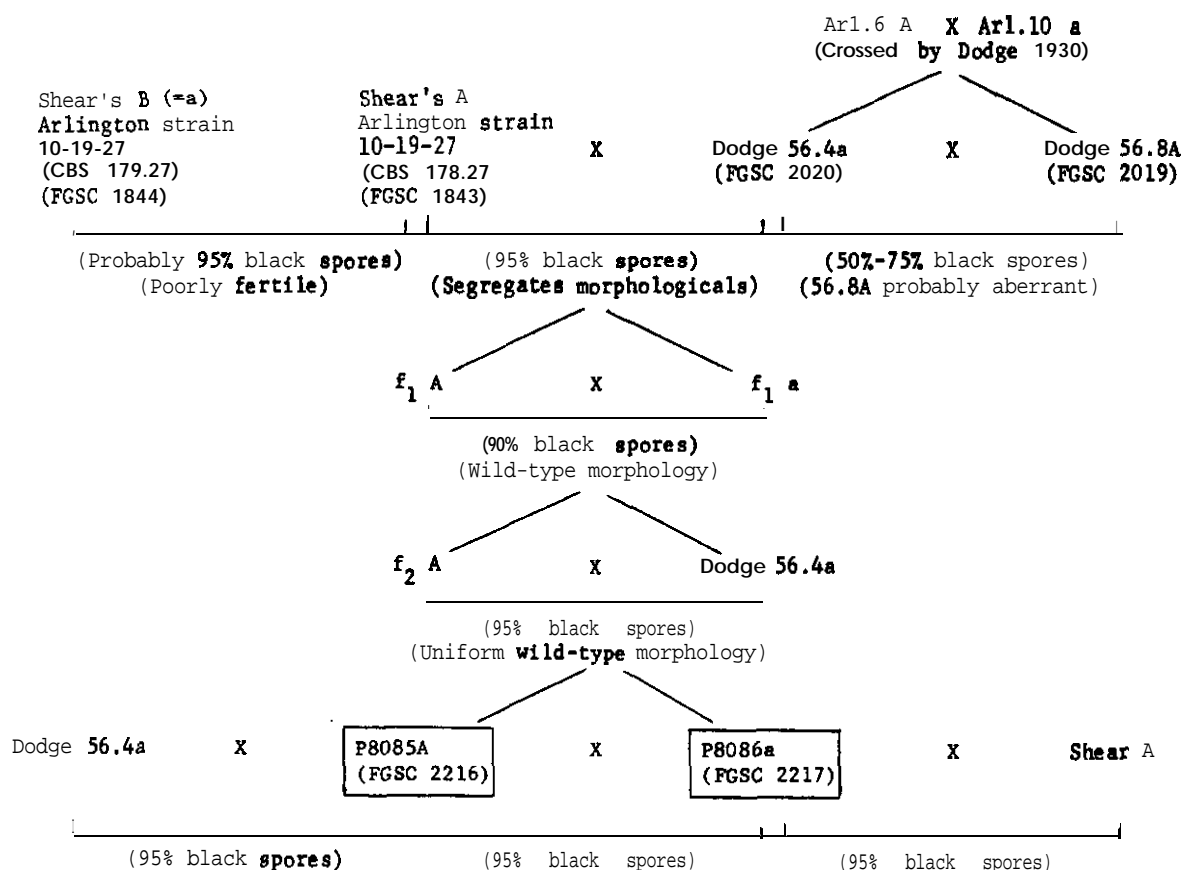 Arl.6 A X Arl.10 a
(Crossed by Dodge 1930)
Shear's B (=a)
Arlington strain
10-19-27
(CBS 179.27)
(FGSC 1844)
Shear's A
Arlington strain
10-19-27
(CBS 178.27
(FGSC 1843)
X
Dodge 56.4a
(FGSC 2020)
X
Dodge 56.8A
(FGSC 2019)
(Probably 95% black spores)
(Poorly fertile)
(95% black spores)
(Segregates morphologicals)
(50%-75% black spores)
(56.8A probably aberrant)
f1 A X f1 a
(90% black spores)
(Wild-type morphology)
f2 A X Dodge 56.4a
(95% black spores)
(Uniform wild-type morphology)
Dodge 56.4a X
P8085A
(FGSC 2216)
X
P8086a
(FGSC 2217)
X Shear A
(95% black spores) (95% black spores) (95% black spores)